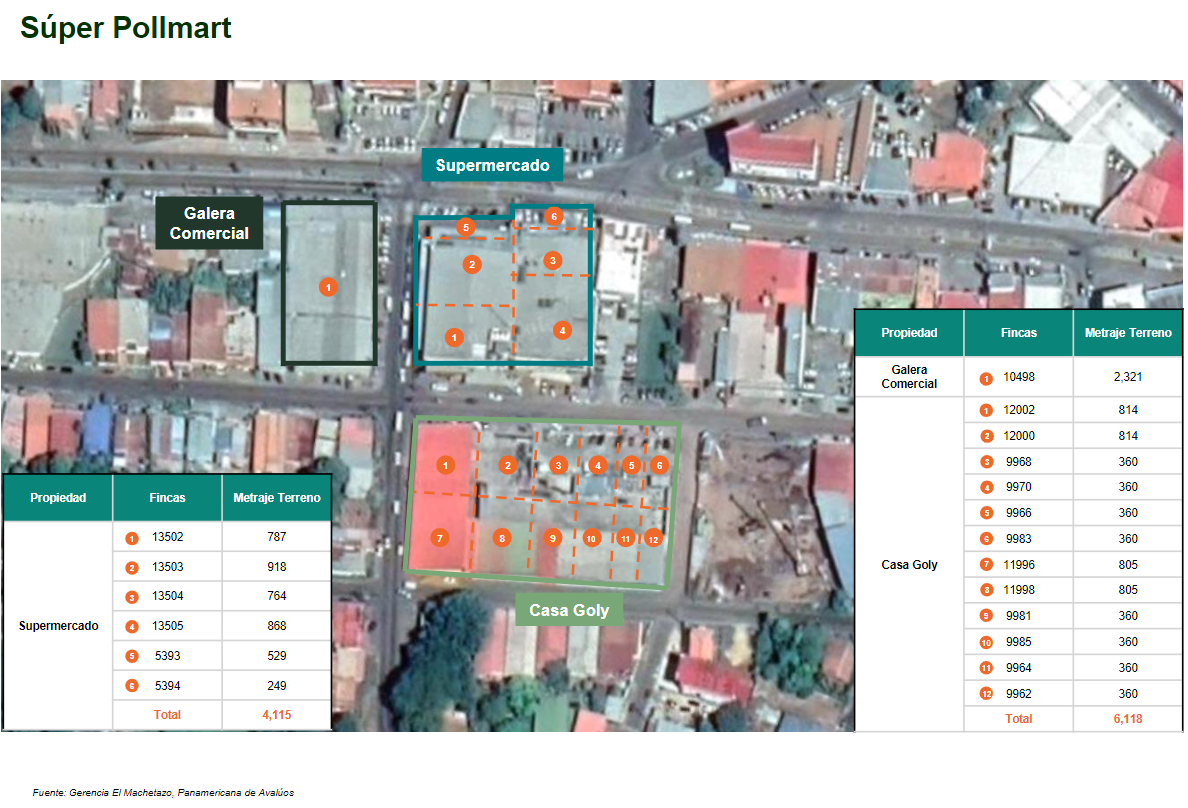 Súper Pollmart
Supermercado
Galera
Comercial
1
5
6
2
3
1
4
1
2
3
4
5
6
7
8
9
10
11
12
Casa Goly
Propiedad Fincas Metraje Terreno
1 13502 787
2 13503 918
3 13504 764
Supermercado 4 13505 868
5 5393 529
6 5394 249
Total 4,115
Propiedad Fincas Metraje Terreno
Galera
Comercial 1 10498 2,321
1 12002 814
2 12000 814
3 9968 360
4 9970 360
5 9966 360
6 9983 360
Casa Goly 7 11996 805
8 11998 805
9 9981 360
10 9985 360
11 9964 360
12 9962 360
Total 6,118
Fuente: Gerencia El Machetazo, Panamericana de Avalúos